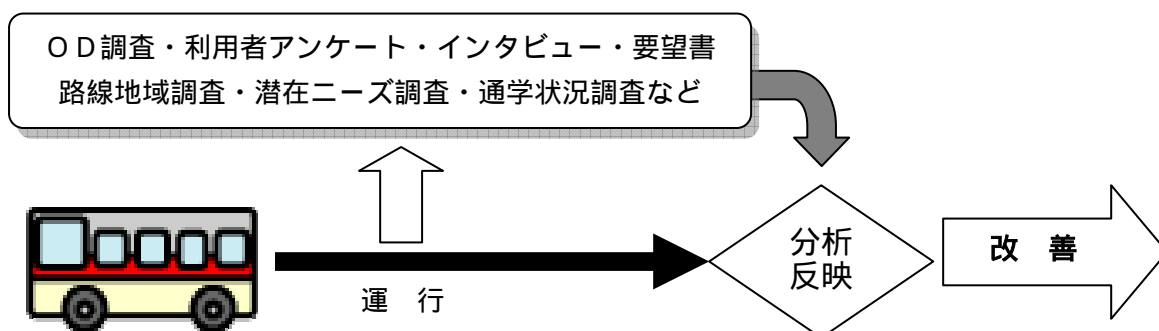 ＯＤ調査・利用者アンケート・インタビュー・要望書
路線地域調査・潜在ニーズ調査・通学状況調査など
分析
反映
改　善
運　行